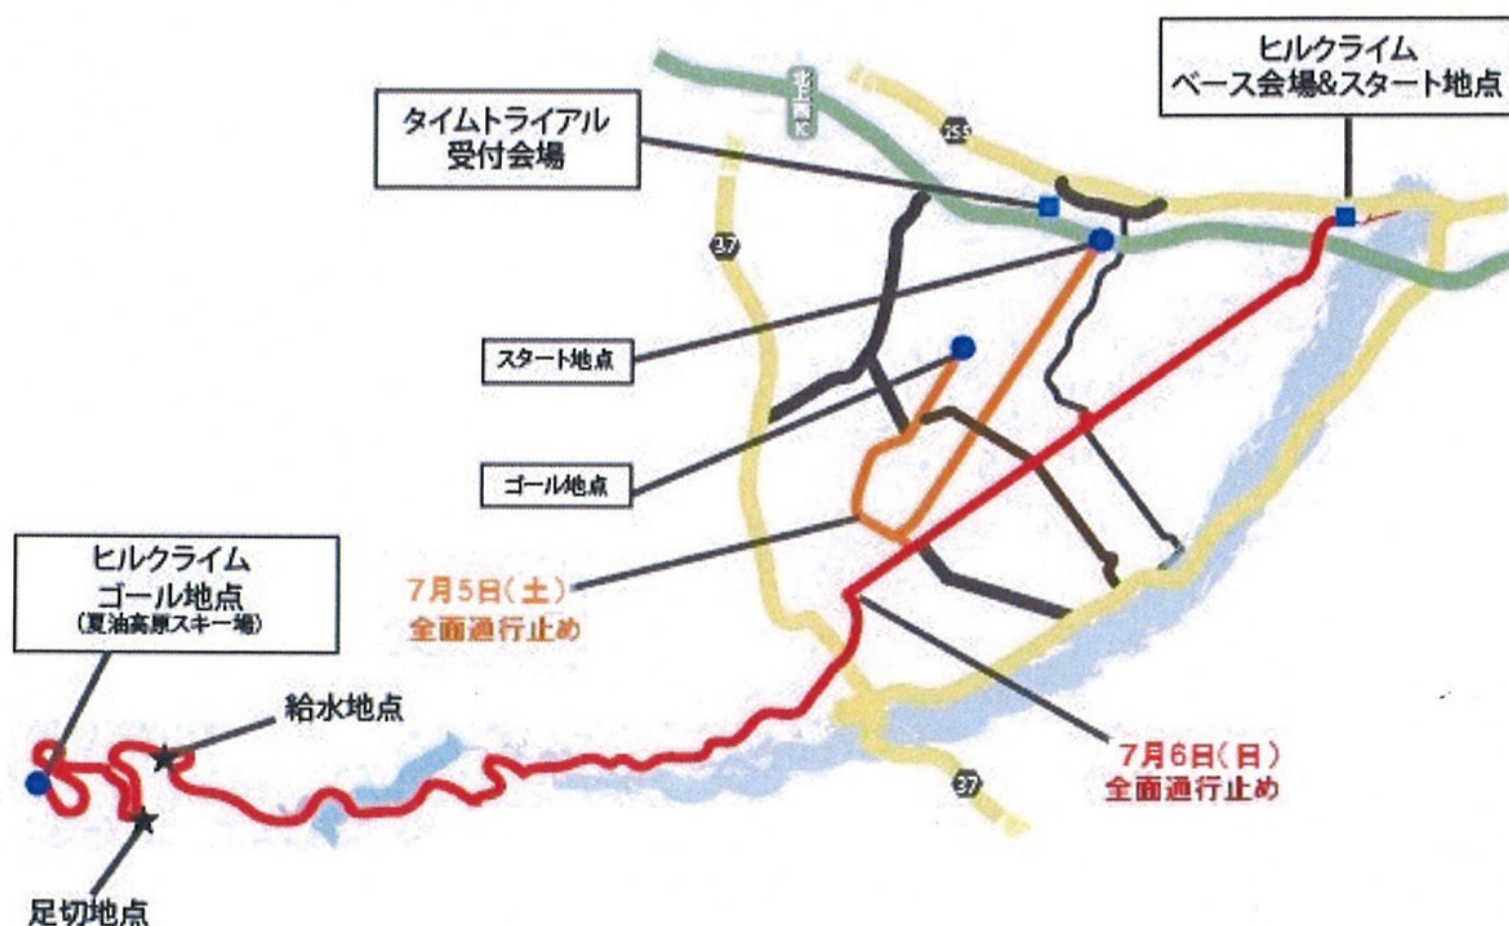 ヒルクライム
ベース会場&スタート地点
北上西IC
タイムトライアル
受付会場
255
37
スタート地点
ゴール地点
ヒルクライム
ゴール地点
(夏油高原スキー場)
7月5日(土)
全面通行止め
給水地点
7月6日(日)
全面通行止め
37
足切地点